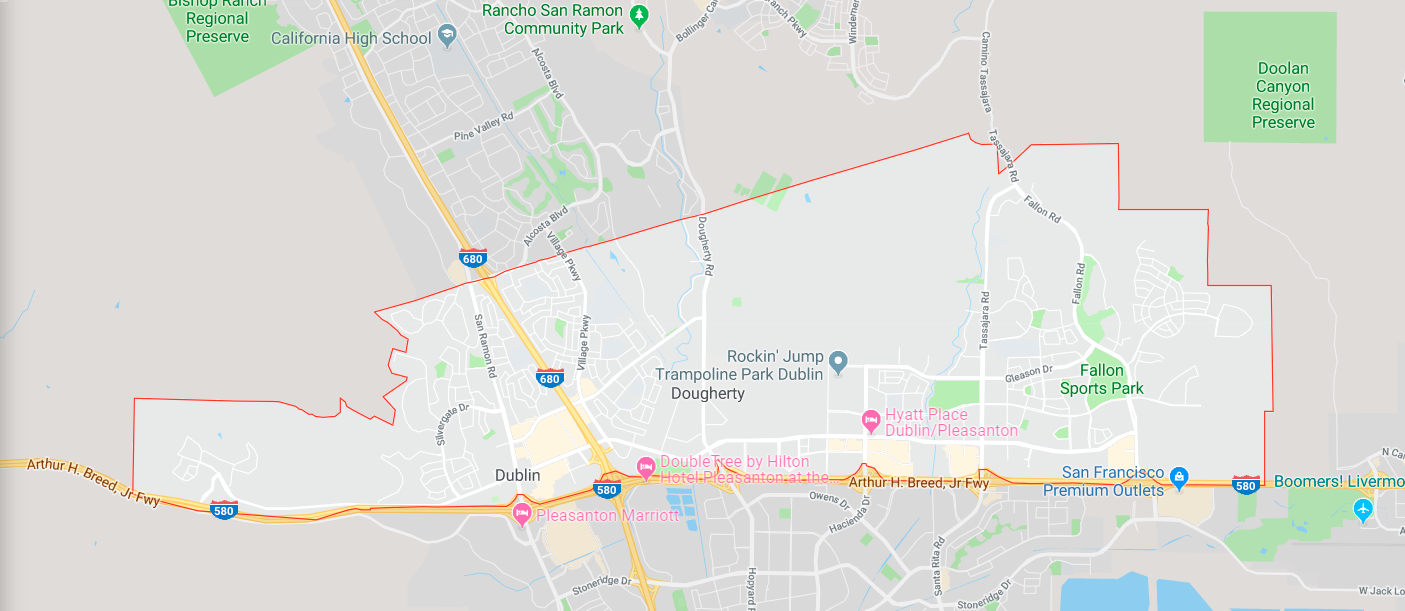 Bishop Ranch
Regional
Preserve
California High School
Rancho San Ramon
Community Park
Bollinger Can
Branch Pkwy
Windemer
Camino Tassajara
Doolan
Canyon
Regional
Preserve
Alcosta Blvd
Pine Valley Rd
Tassajara Rd
Fallon Rd
Alcosta Blvd
Village Pkwy
Dougherty Rd
680
Fallon Rd
Tassajara Rd
San Ramon Rd
Village Pkwy
680
Rockin' Jump
Trampoline Park Dublin
Dougherty
Gleason Dr
Fallon
Sports Park
Silvergate Dr
Hyatt Place
Dublin/Pleasanton
Dublin
DoubleTree by Hilton
Hotel Pleasanton at the...
Arthur H. Breed, Jr Fwy
Arthur H. Breed, Jr Fwy
San Francisco
Premium Outlets
N Ca
Boomers! Livermo
580
580
580
Pleasanton Marriott
Owens Dr
Hacienda Dr
Santa Rita Rd
Stoneridge Dr
Hopyard R
Stoneridge Dr
W Jack Lo